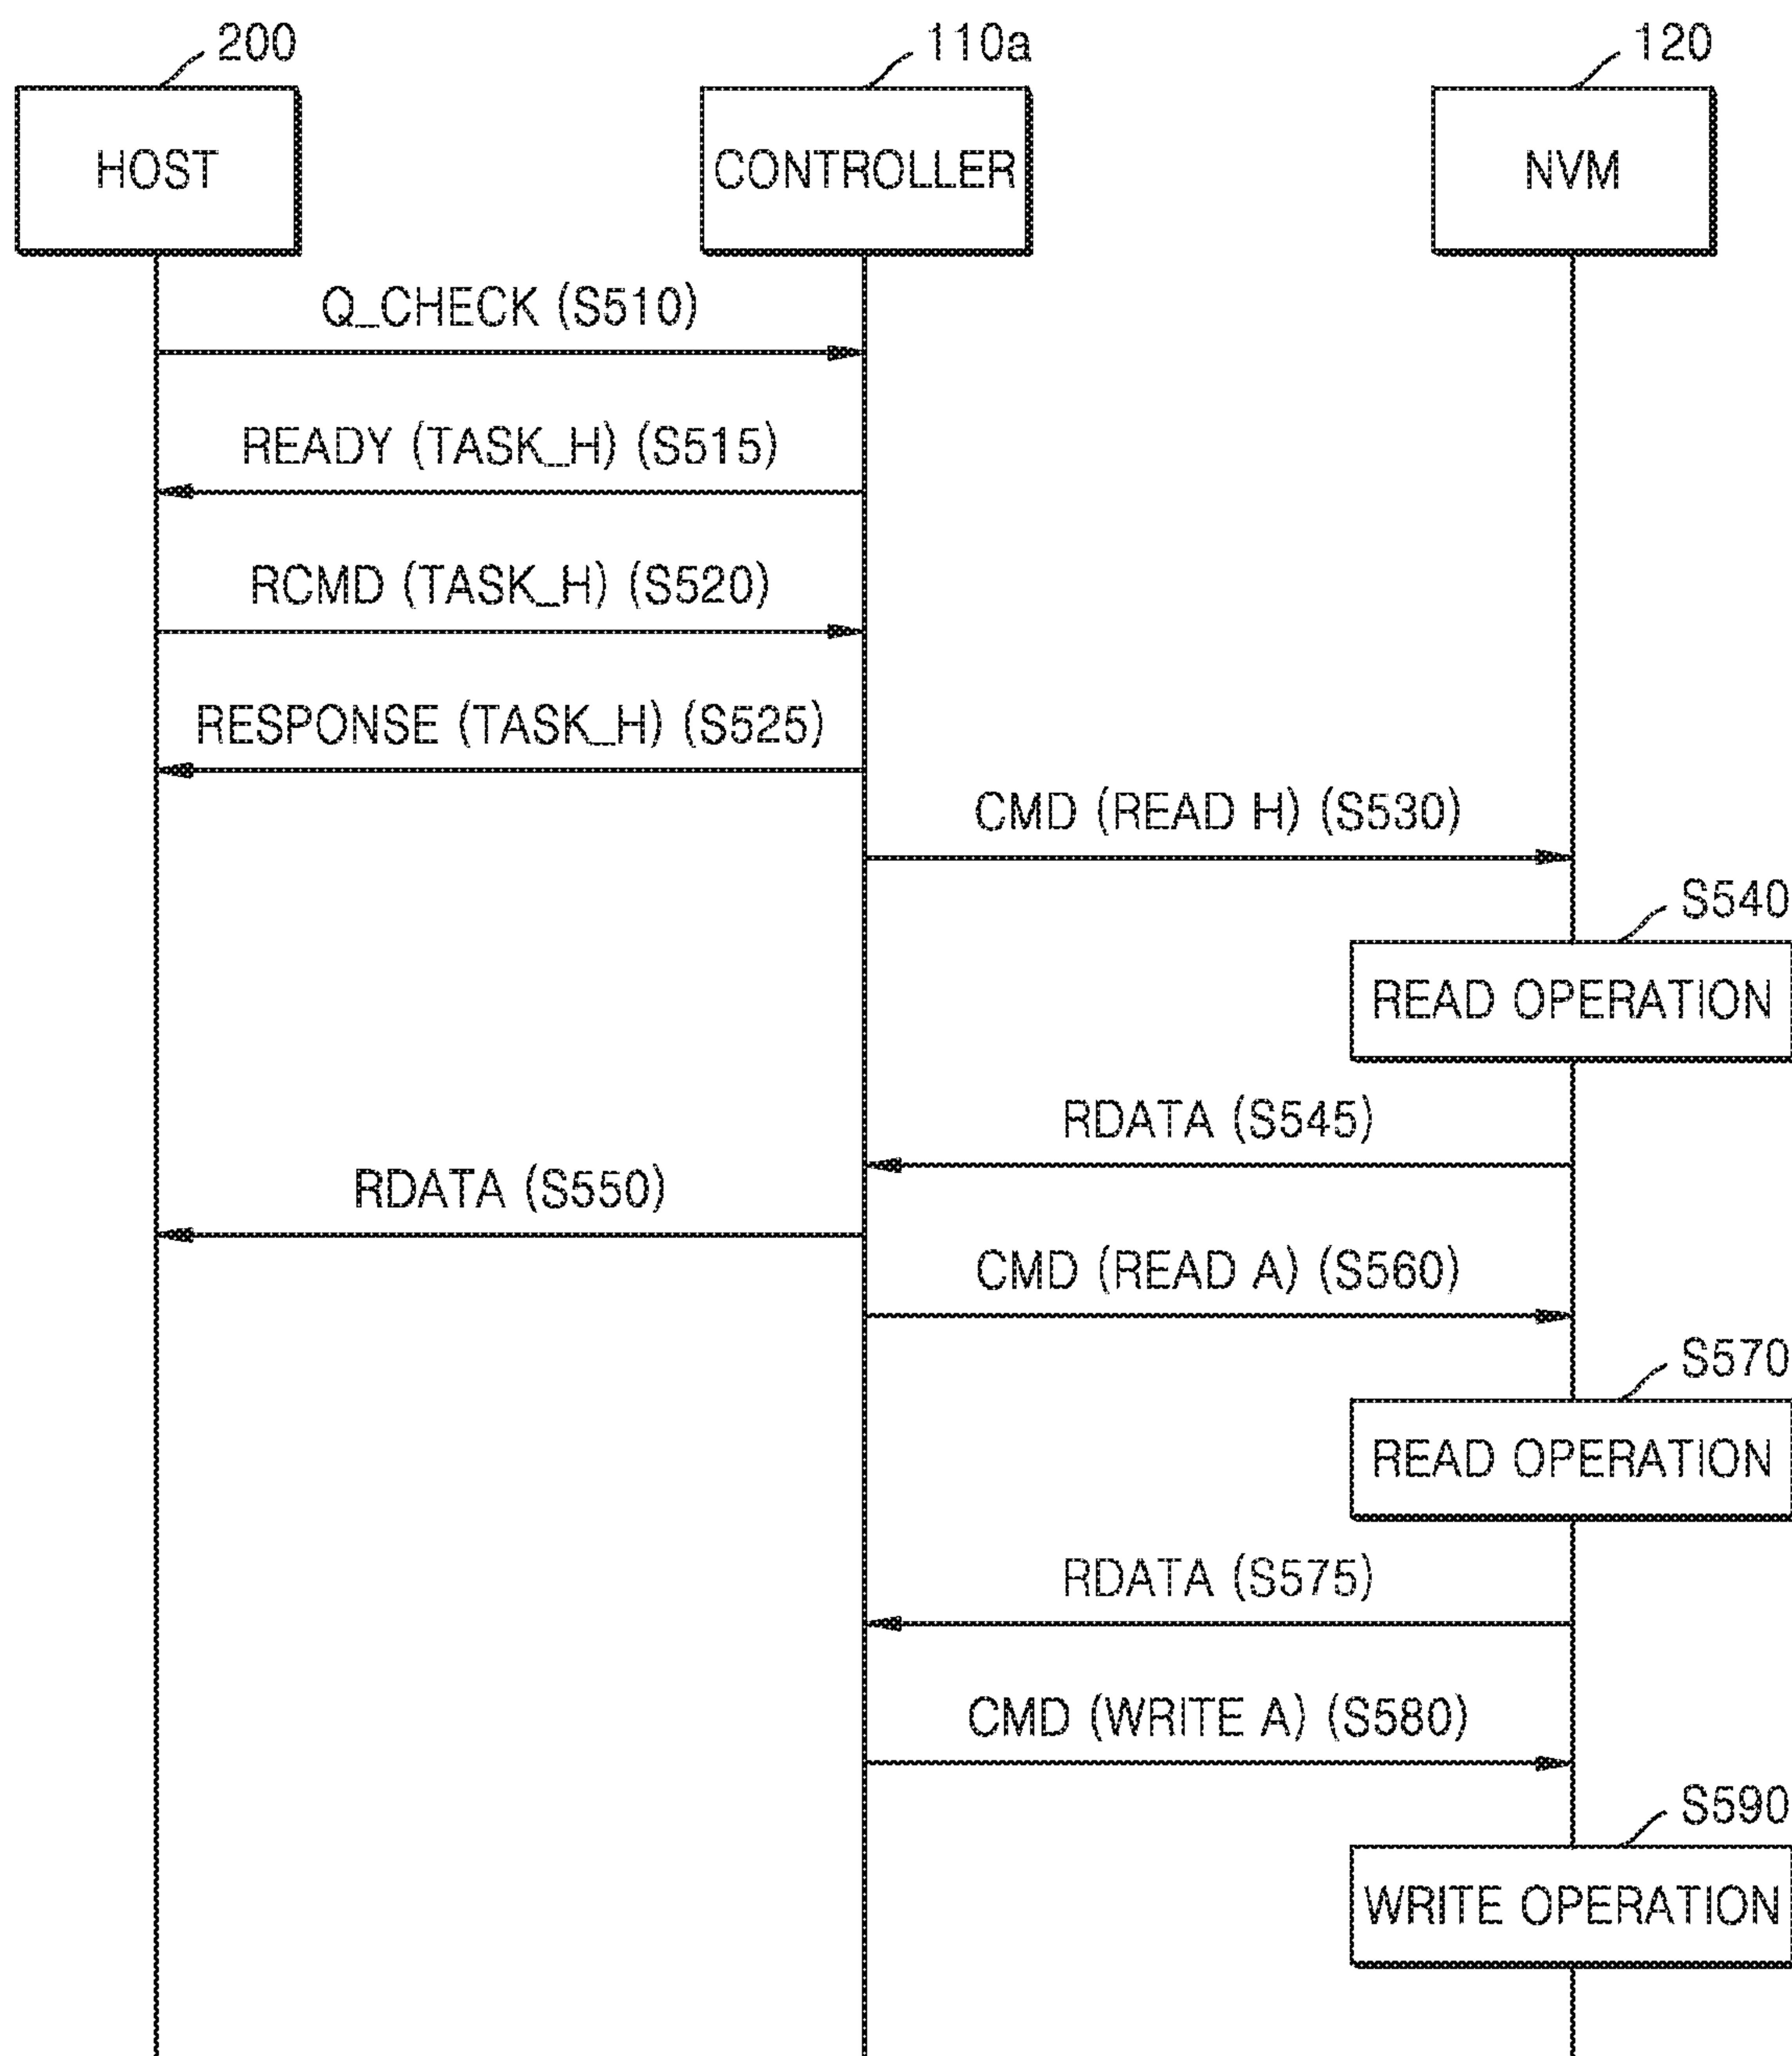 200
110a
120
HOST
CONTROLLER
NVM
Q_CHECK (S510)
READY (TASK_H) (S515)
RCMD (TASK_H) (S520)
RESPONSE (TASK_H) (S525)
CMD (READ H) (S530)
S540
READ OPERATION
RDATA (S545)
RDATA (S550)
CMD (READ A) (S560)
S570
READ OPERATION
RDATA (S575)
CMD (WRITE A) (S580)
S590
WRITE OPERATION